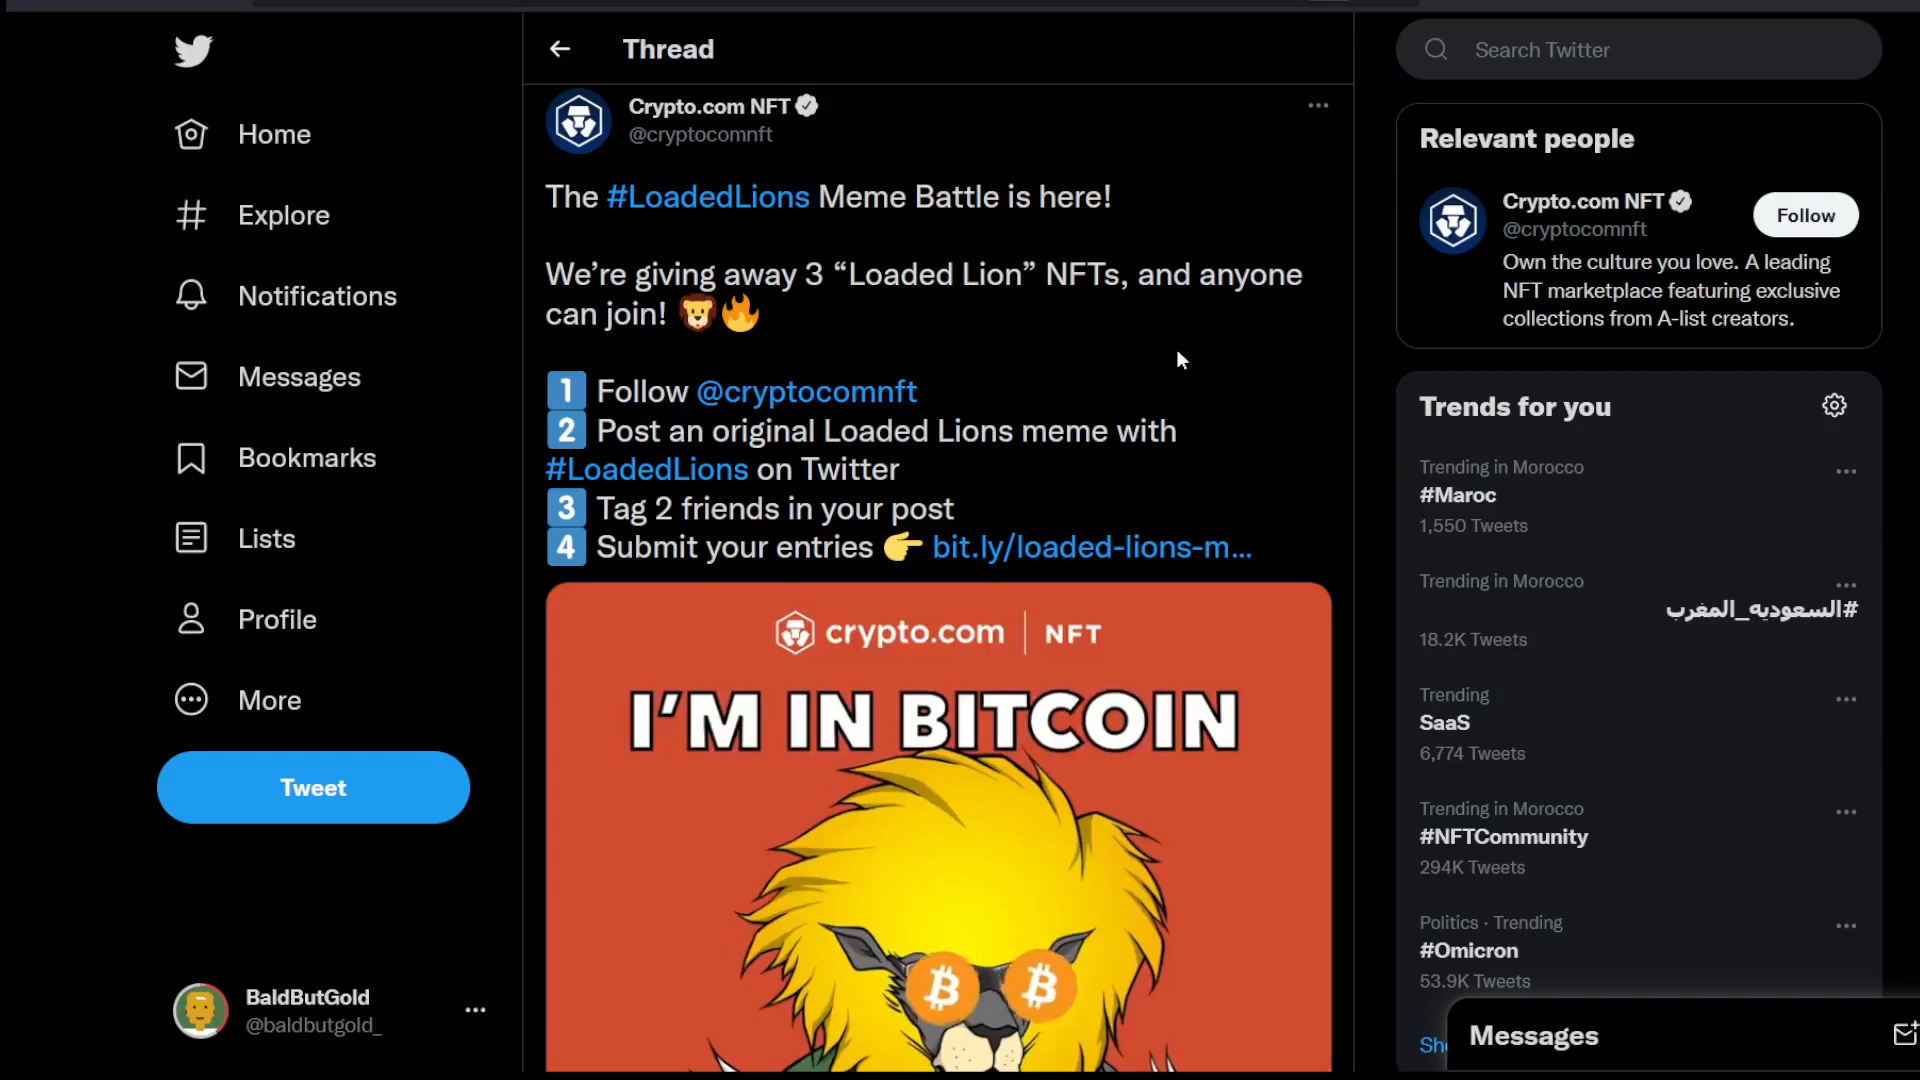 Home
Explore
Notifications
Messages
Bookmarks
Lists
Profile
More
Tweet
BaldButGold
@baldbutgold_
Thread
Crypto.com NFT
@cryptocomnft
The #LoadedLions Meme Battle is here!
We’re giving away 3 “Loaded Lion” NFTs, and anyone
can join! 🦁🔥
1 Follow @cryptocomnft
2 Post an original Loaded Lions meme with
#LoadedLions on Twitter
3 Tag 2 friends in your post
4 Submit your entries 👉 bit.ly/loaded-lions-m…
crypto.com | NFT
I’M IN BITCOIN
Search Twitter
Relevant people
Crypto.com NFT
@cryptocomnft
Follow
Own the culture you love. A leading
NFT marketplace featuring exclusive
collections from A-list creators.
Trends for you
Trending in Morocco
#Maroc
1,550 Tweets
Trending in Morocco
#السعوديه_المغرب
18.2K Tweets
Trending
SaaS
6,774 Tweets
Trending in Morocco
#NFTCommunity
294K Tweets
Politics · Trending
#Omicron
53.9K Tweets
Messages